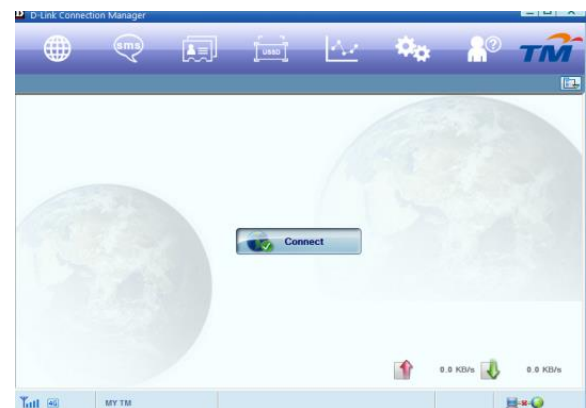 D-Link Connection Manager
sms
USSD
TM
Connect
0.0 KB/s
0.0 KB/s
4G
MY TM